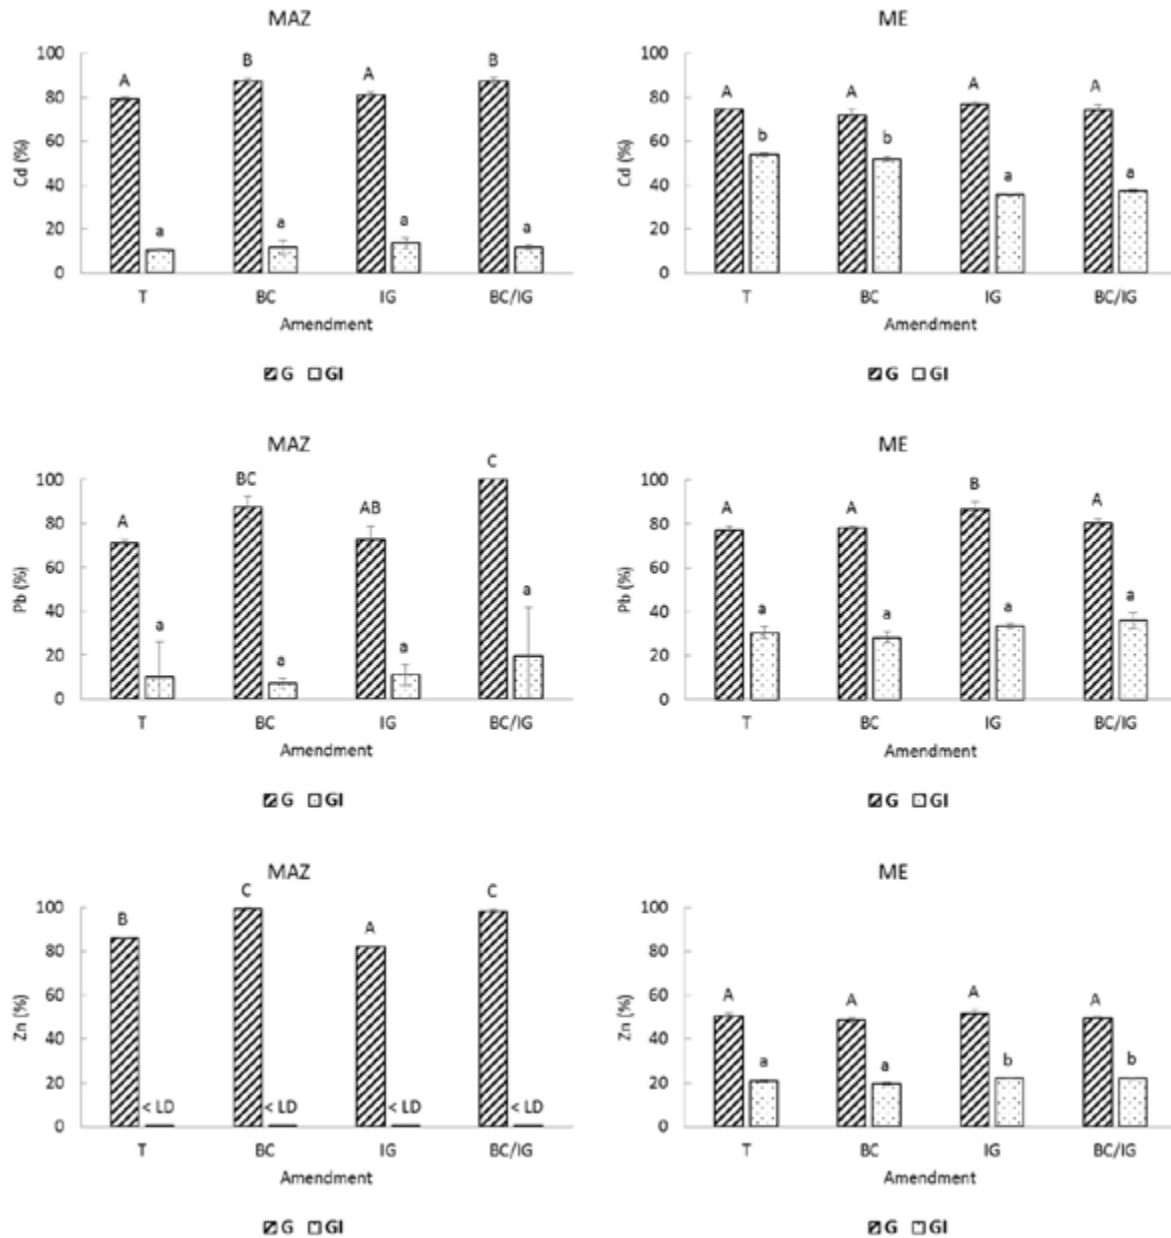 MAZ
100
80
60
40
20
0
Cd (%)
A
B
A
B
a
a
a
a
T BC IG BC/IG
Amendment
G GI
ME
100
80
60
40
20
0
Cd (%)
A
A
A
A
b
b
a
a
T BC IG BC/IG
Amendment
G GI
MAZ
100
80
60
40
20
0
Pb (%)
A
BC
AB
C
a
a
a
a
T BC IG BC/IG
Amendment
G GI
ME
100
80
60
40
20
0
Pb (%)
A
A
B
A
a
a
a
a
T BC IG BC/IG
Amendment
G GI
MAZ
100
80
60
40
20
0
Zn (%)
B
C
A
C
< LD < LD < LD < LD
T BC IG BC/IG
Amendment
G GI
ME
100
80
60
40
20
0
Zn (%)
A
A
A
A
a
a
b
b
T BC IG BC/IG
Amendment
G GI